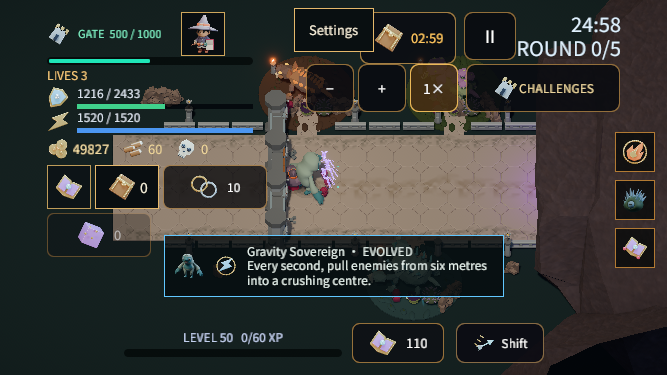 GATE 500 / 1000
Settings
02:59
24:58
ROUND 0/5
LIVES 3
1216 / 2433
1520 / 1520
−
+
1×
CHALLENGES
49827
60
0
0
10
0
Gravity Sovereign • EVOLVED
Every second, pull enemies from six metres
into a crushing centre.
LEVEL 50 0/60 XP
110
Shift